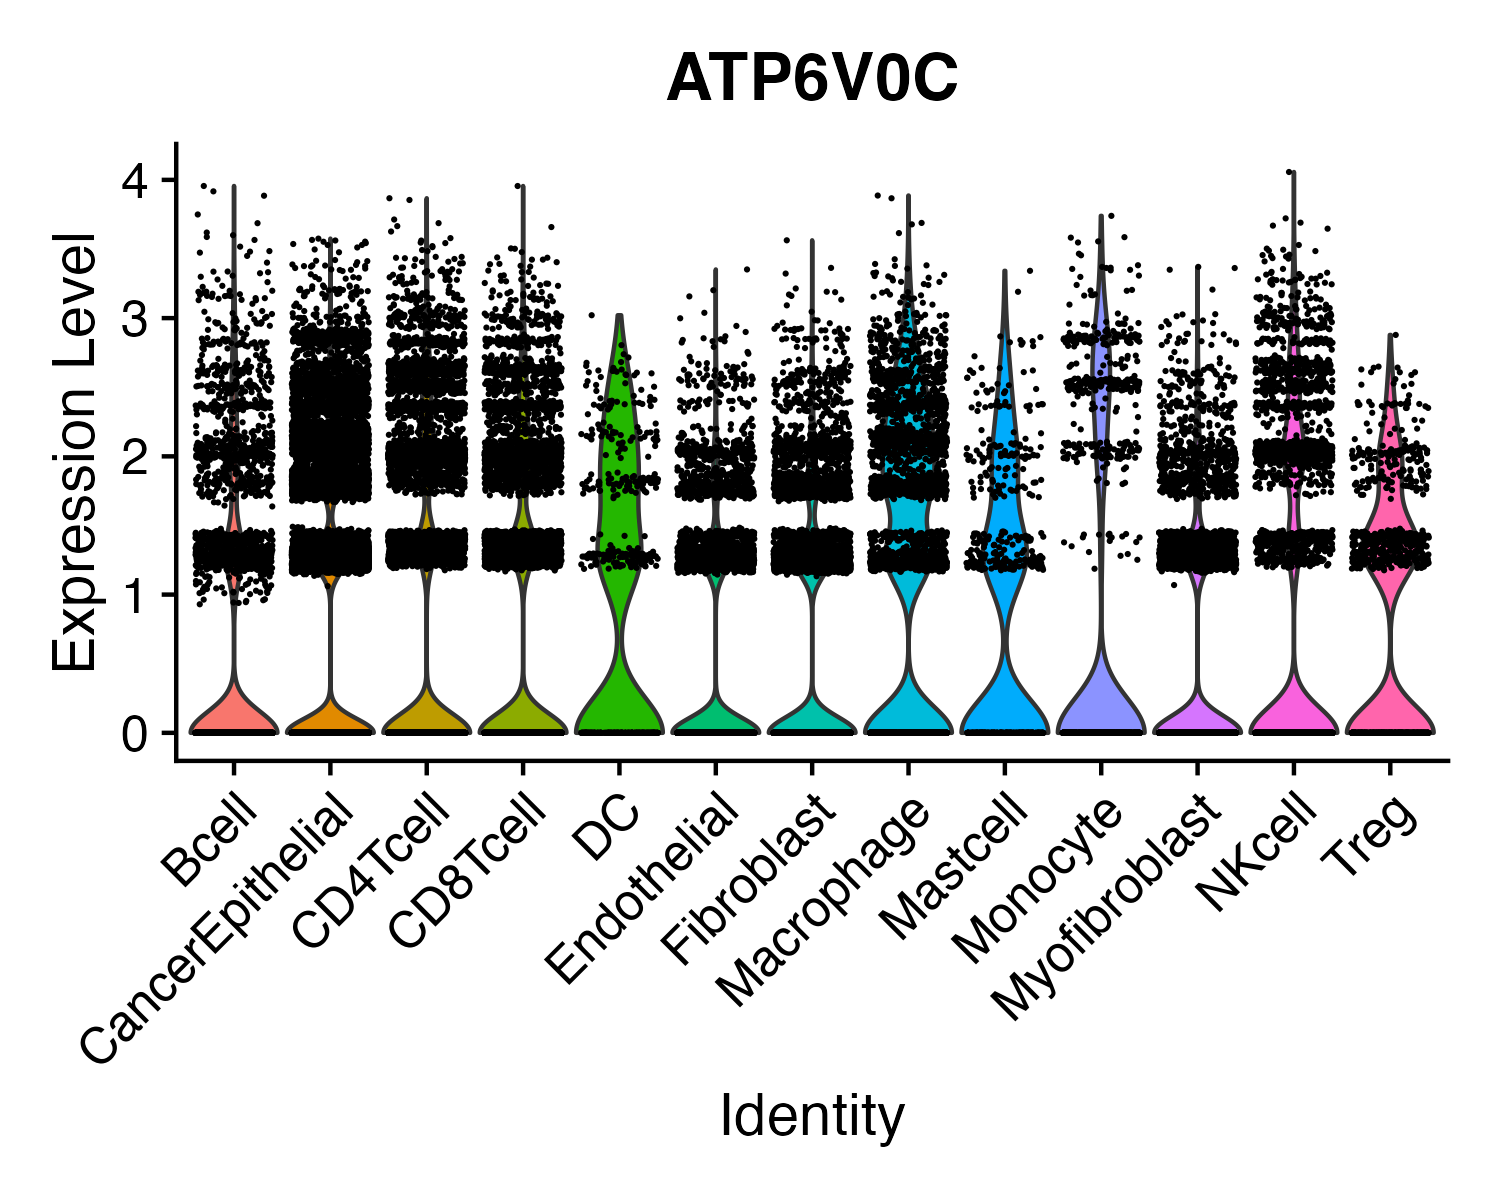 ATP6V0C
Expression Level
4
3
2
1
0
Bcell
CancerEpithelial
CD4Tcell
CD8Tcell
DC
Endothelial
Fibroblast
Macrophage
Mastcell
Monocyte
Myofibroblast
NKcell
Treg
Identity